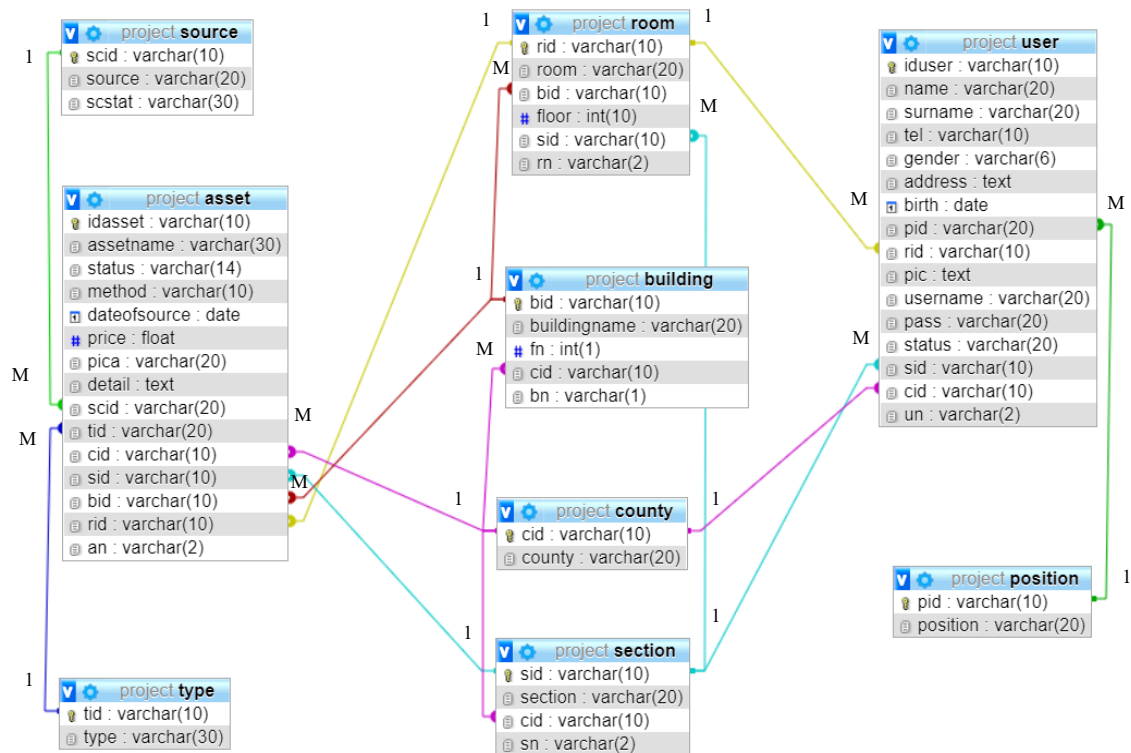 project source
scid : varchar(10)
source : varchar(20)
scstat : varchar(30)
1
M
project asset
idasset : varchar(10)
assetname : varchar(30)
status : varchar(14)
method : varchar(10)
dateofsource : date
price : float
pica : varchar(20)
detail : text
scid : varchar(20)
tid : varchar(20)
cid : varchar(10)
sid : varchar(10)
bid : varchar(10)
rid : varchar(10)
an : varchar(2)
M
1
M
M
project type
tid : varchar(10)
type : varchar(30)
1
M
project room
rid : varchar(10)
room : varchar(20)
bid : varchar(10)
floor : int(10)
sid : varchar(10)
rn : varchar(2)
1
M
1
M
project building
bid : varchar(10)
buildingname : varchar(20)
fn : int(1)
cid : varchar(10)
bn : varchar(1)
1
project county
cid : varchar(10)
county : varchar(20)
1
1
project section
sid : varchar(10)
section : varchar(20)
cid : varchar(10)
sn : varchar(2)
1
project user
iduser : varchar(10)
name : varchar(20)
surname : varchar(20)
tel : varchar(10)
gender : varchar(6)
address : text
birth : date
pid : varchar(20)
rid : varchar(10)
pic : text
username : varchar(20)
pass : varchar(20)
status : varchar(20)
sid : varchar(10)
cid : varchar(10)
un : varchar(2)
M
M
M
project position
pid : varchar(10)
position : varchar(20)
1